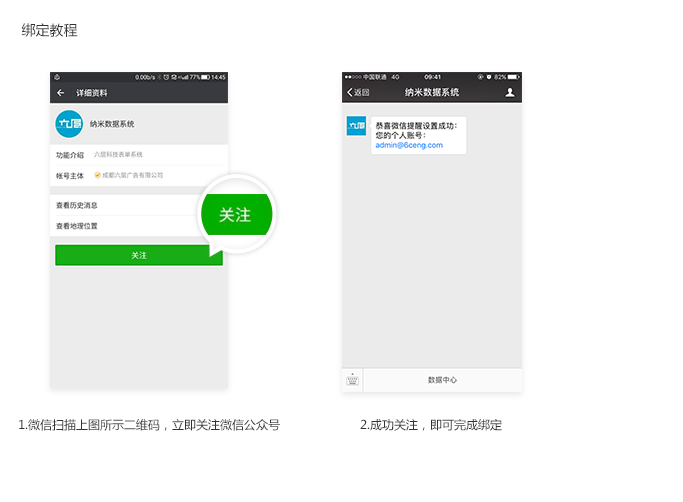 绑定教程
0.00b/s 77% 14:45
详细资料
六层
纳米数据系统
功能介绍 六层科技表单系统
帐号主体 成都六层广告有限公司
查看历史消息
查看地理位置
关注
关注
中国联通 4G 09:41 82%
返回 纳米数据系统
六层
恭喜微信提醒设置成功:
您的个人账号:
admin@6ceng.com
数据中心
1.微信扫描上图所示二维码，立即关注微信公众号
2.成功关注，即可完成绑定